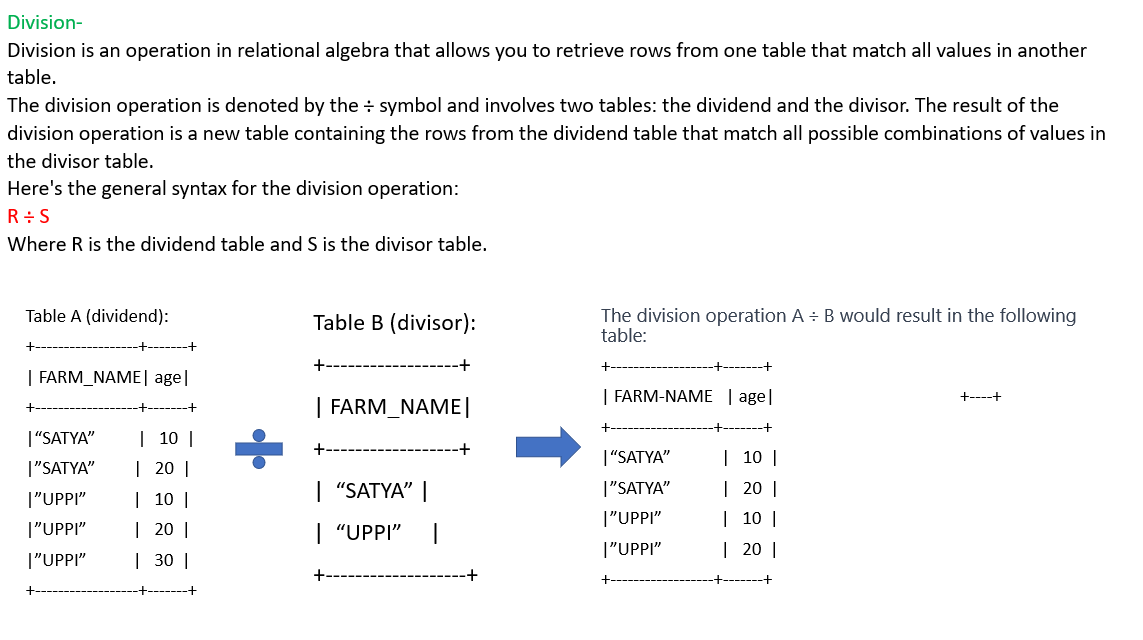 Division-
Division is an operation in relational algebra that allows you to retrieve rows from one table that match all values in another
table.
The division operation is denoted by the ÷ symbol and involves two tables: the dividend and the divisor. The result of the
division operation is a new table containing the rows from the dividend table that match all possible combinations of values in
the divisor table.
Here's the general syntax for the division operation:
R ÷ S
Where R is the dividend table and S is the divisor table.
Table A (dividend):
+------------------+-------+
| FARM_NAME| age|
+------------------+-------+
|“SATYA” | 10 |
|”SATYA” | 20 |
|”UPPI” | 10 |
|”UPPI” | 20 |
|”UPPI” | 30 |
+------------------+-------+
Table B (divisor):
+------------------+
| FARM_NAME|
+------------------+
| “SATYA” |
| “UPPI” |
+-------------------+
The division operation A ÷ B would result in the following
table:
+------------------+-------+
| FARM-NAME | age| +----+
+------------------+-------+
|“SATYA” | 10 |
|”SATYA” | 20 |
|”UPPI” | 10 |
|”UPPI” | 20 |
+------------------+-------+